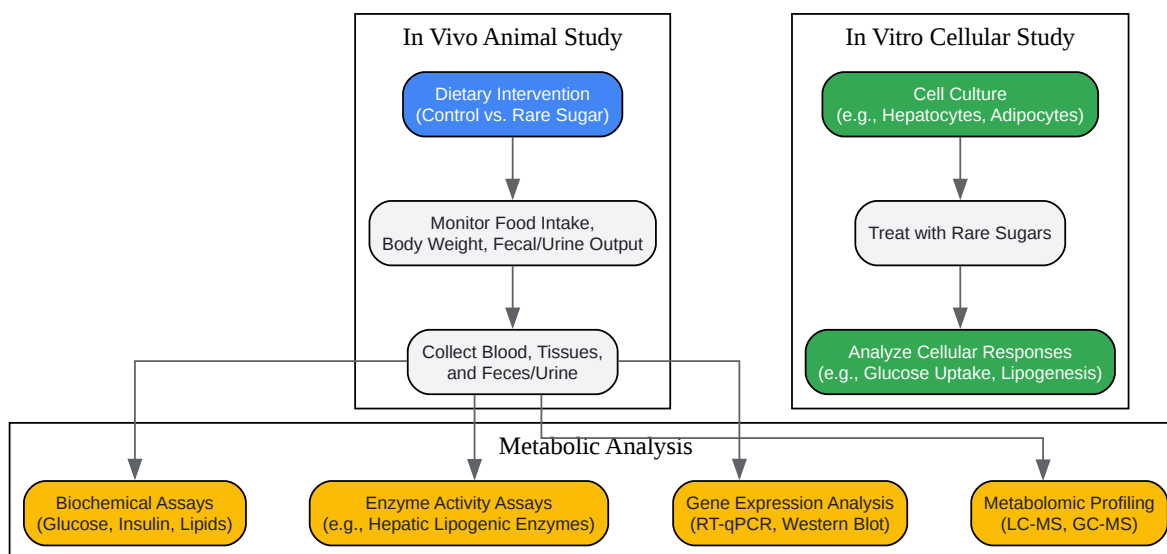 In Vivo Animal Study
Dietary Intervention
(Control vs. Rare Sugar)
Monitor Food Intake,
Body Weight, Fecal/Urine Output
Collect Blood, Tissues,
and Feces/Urine
In Vitro Cellular Study
Cell Culture
(e.g., Hepatocytes, Adipocytes)
Treat with Rare Sugars
Analyze Cellular Responses
(e.g., Glucose Uptake, Lipogenesis)
Metabolic Analysis
Biochemical Assays
(Glucose, Insulin, Lipids)
Enzyme Activity Assays
(e.g., Hepatic Lipogenic Enzymes)
Gene Expression Analysis
(RT-qPCR, Western Blot)
Metabolomic Profiling
(LC-MS, GC-MS)